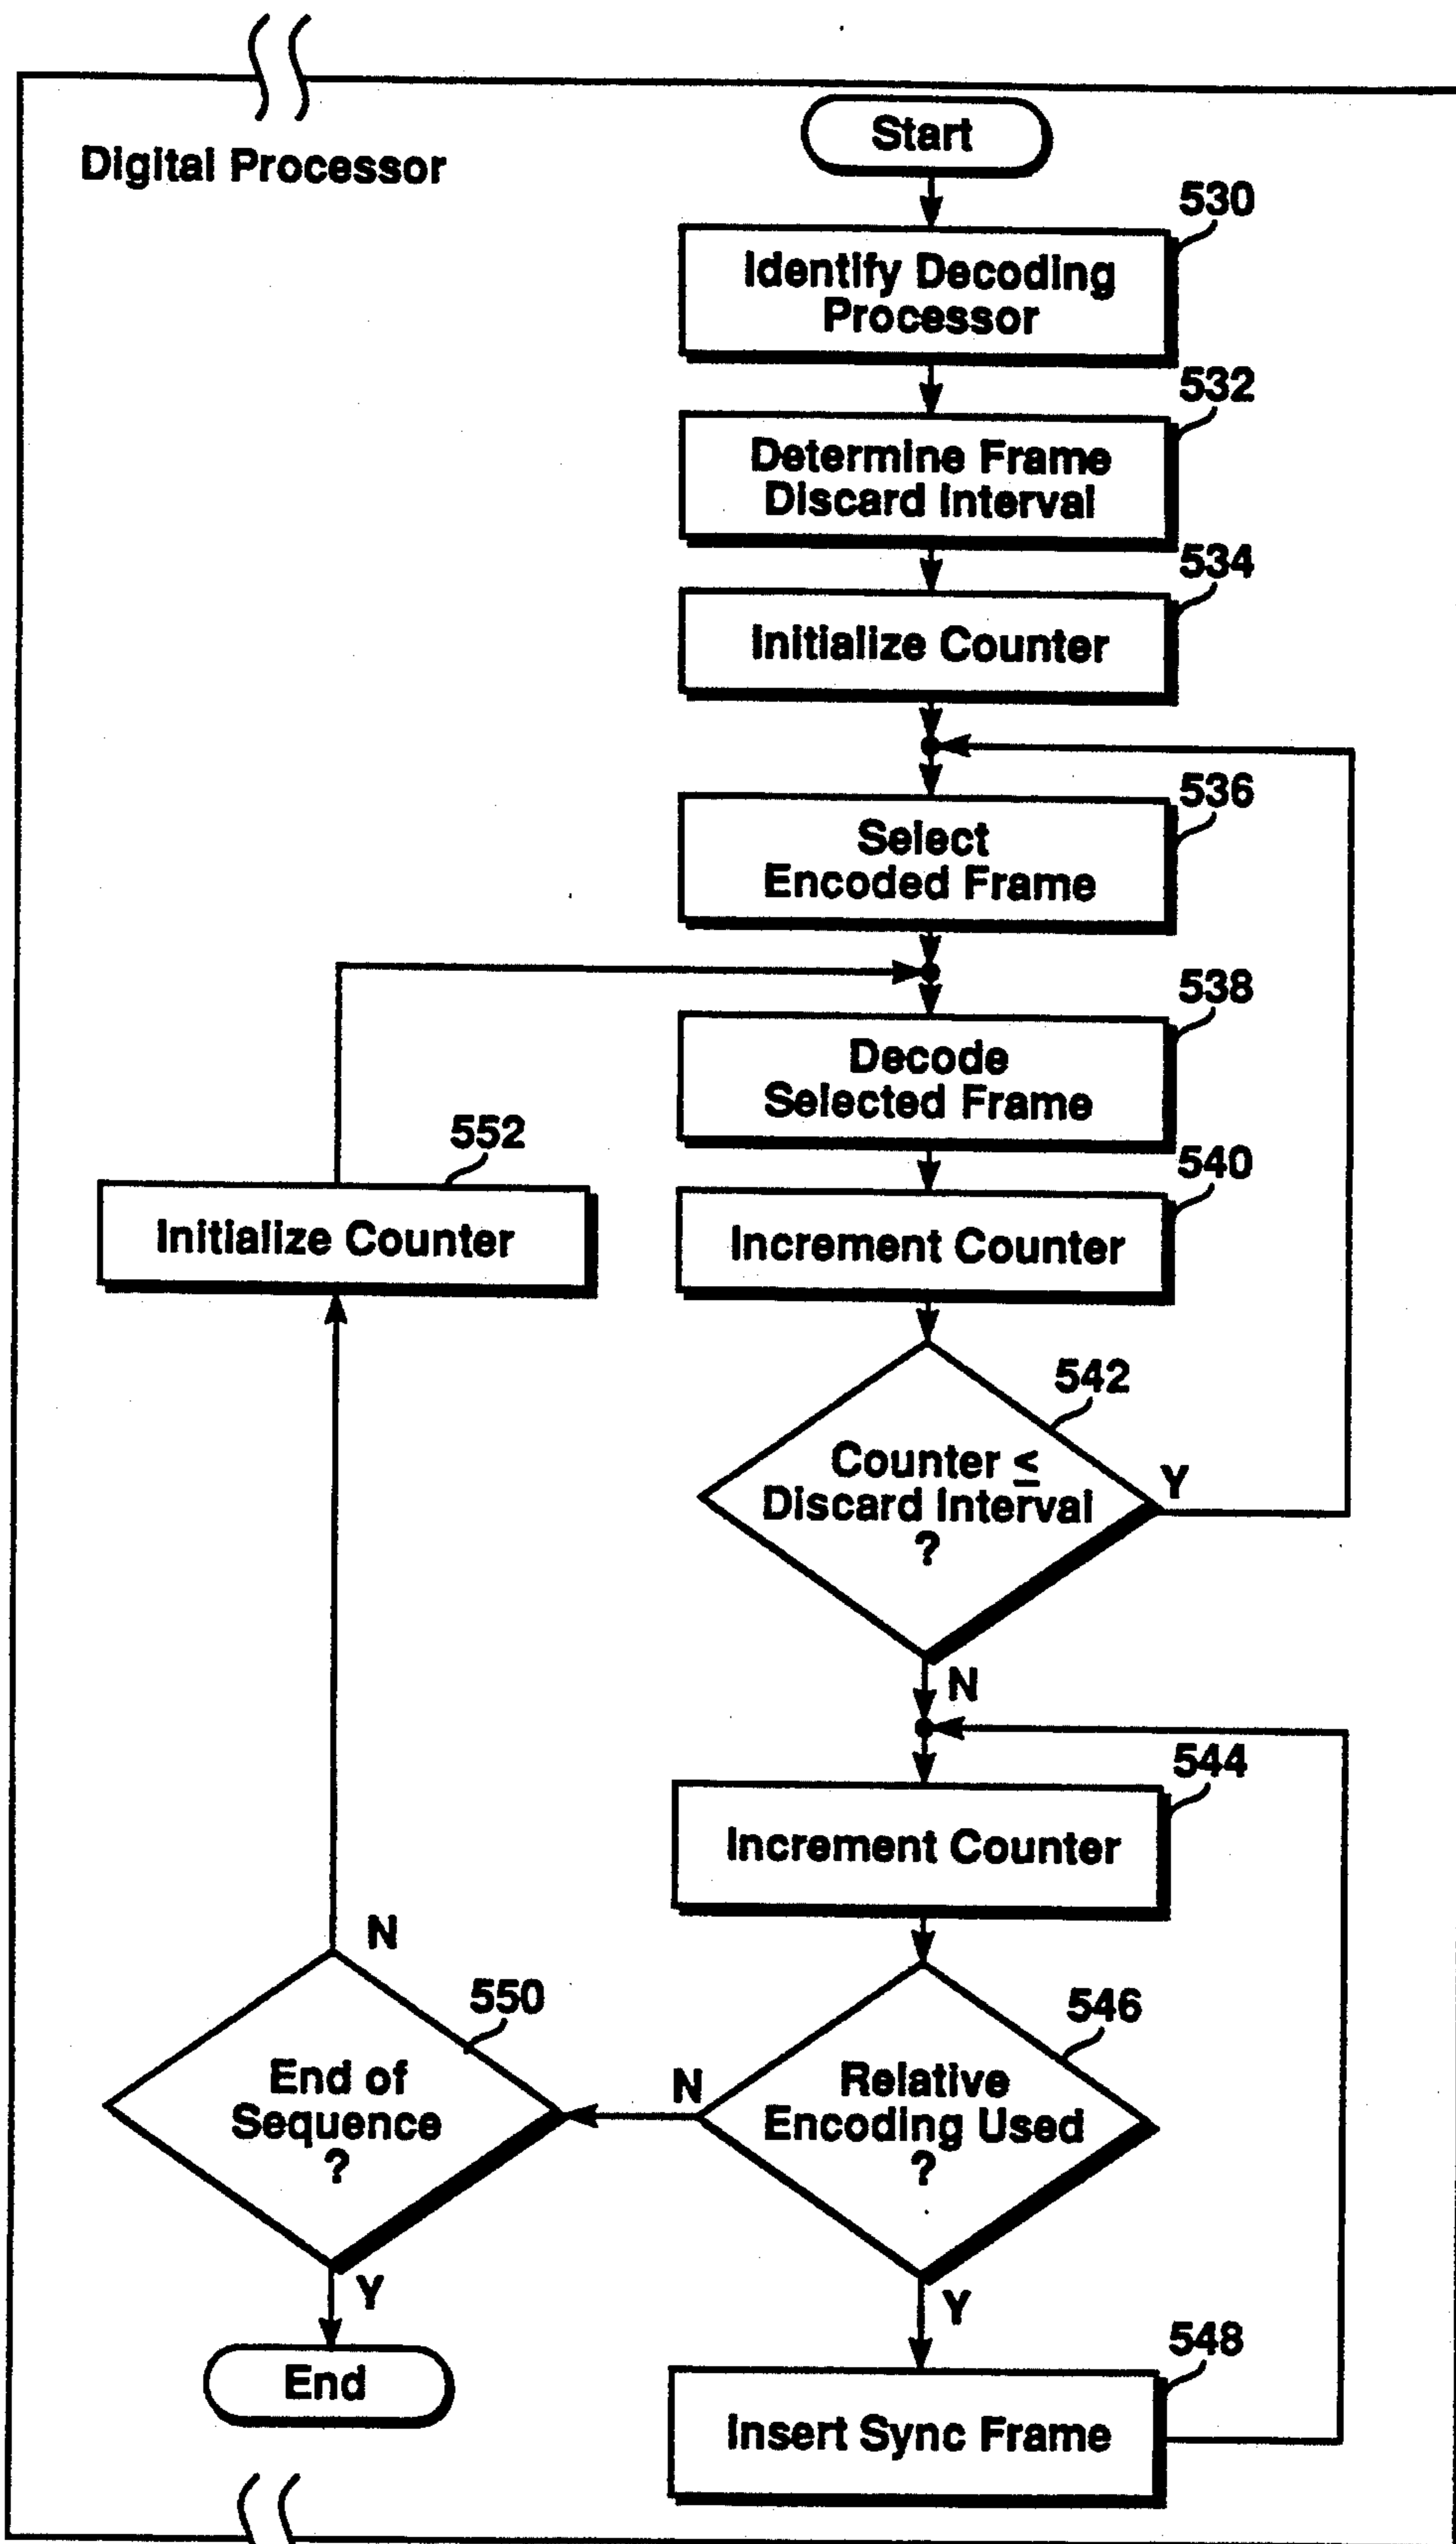 Digital Processor
Start
530
Identify Decoding
Processor
532
Determine Frame
Discard Interval
534
Initialize Counter
536
Select
Encoded Frame
538
Decode
Selected Frame
552
Initialize Counter
540
Increment Counter
542
Counter ≤
Discard Interval
?
Y
N
544
Increment Counter
546
Relative
Encoding Used
?
N
Y
550
End of
Sequence
?
N
Y
End
548
Insert Sync Frame